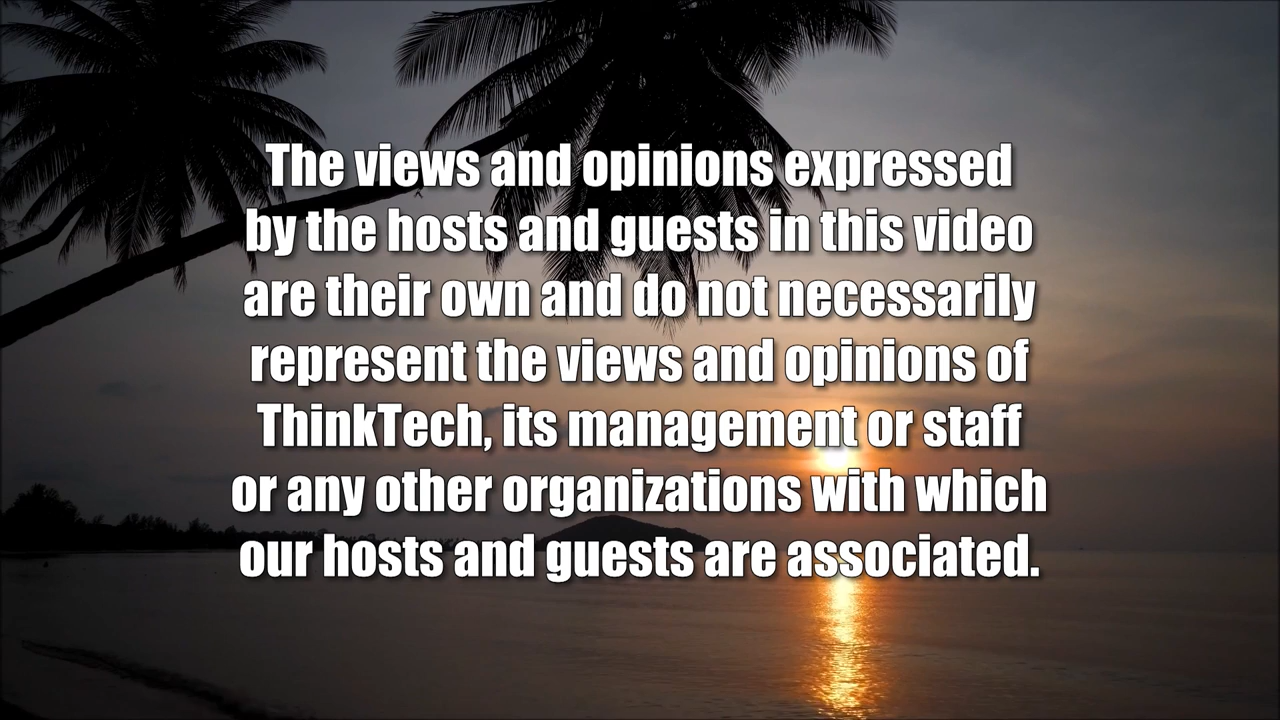 The views and opinions expressed
by the hosts and guests in this video
are their own and do not necessarily
represent the views and opinions of
ThinkTech, its management or staff
or any other organizations with which
our hosts and guests are associated.